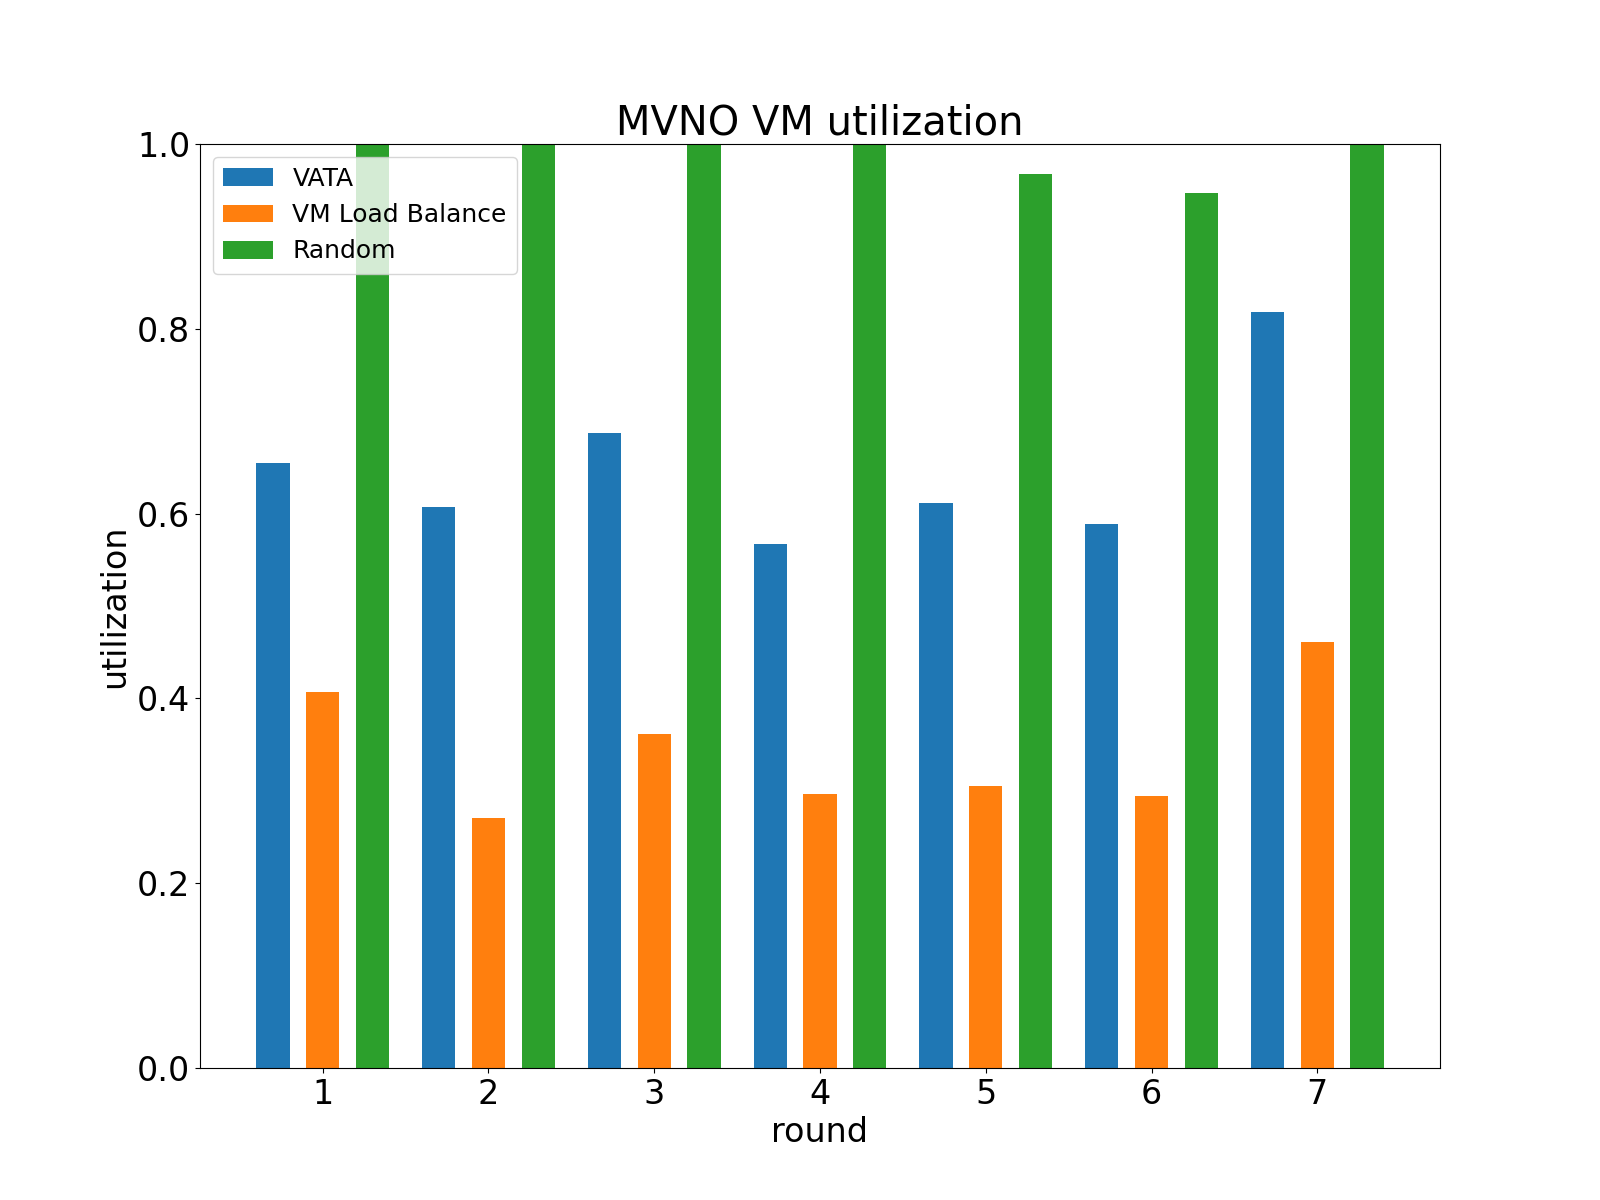 MVNO VM utilization
1.0
0.8
0.6
0.4
0.2
0.0
utilization
VATA
VM Load Balance
Random
1 2 3 4 5 6 7
round